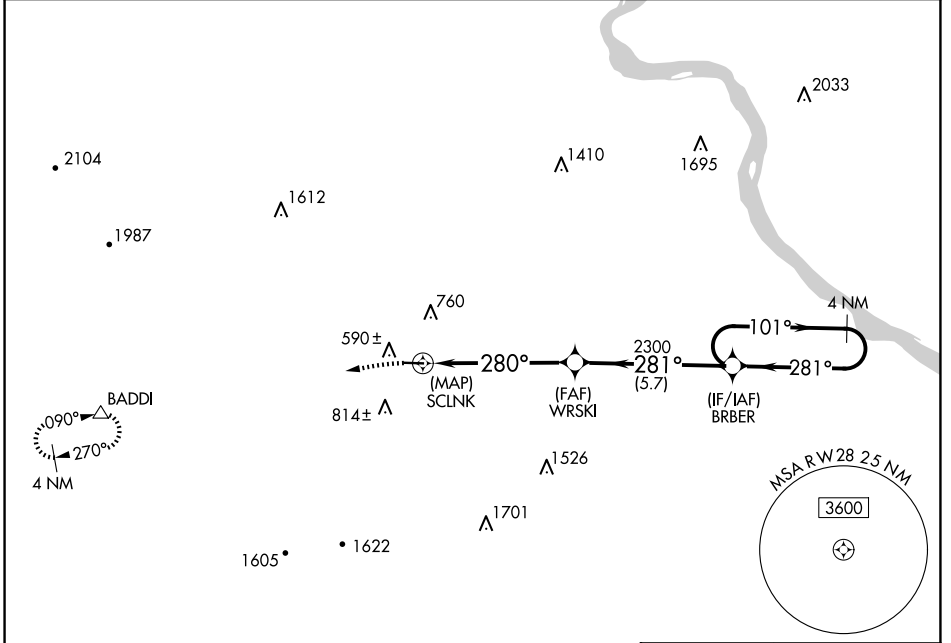 2033
1410
1695
2104
1612
1987
4 NM
760
101°
590±
2300
280°
281°
281°
(5.7)
(MAP)
SCLNK
(FAF)
WRSKI
(IF/IAF)
BRBER
BADDI
090°
814±
270°
4 NM
1526
MSA RW28 25 NM
3600
1701
1622
1605